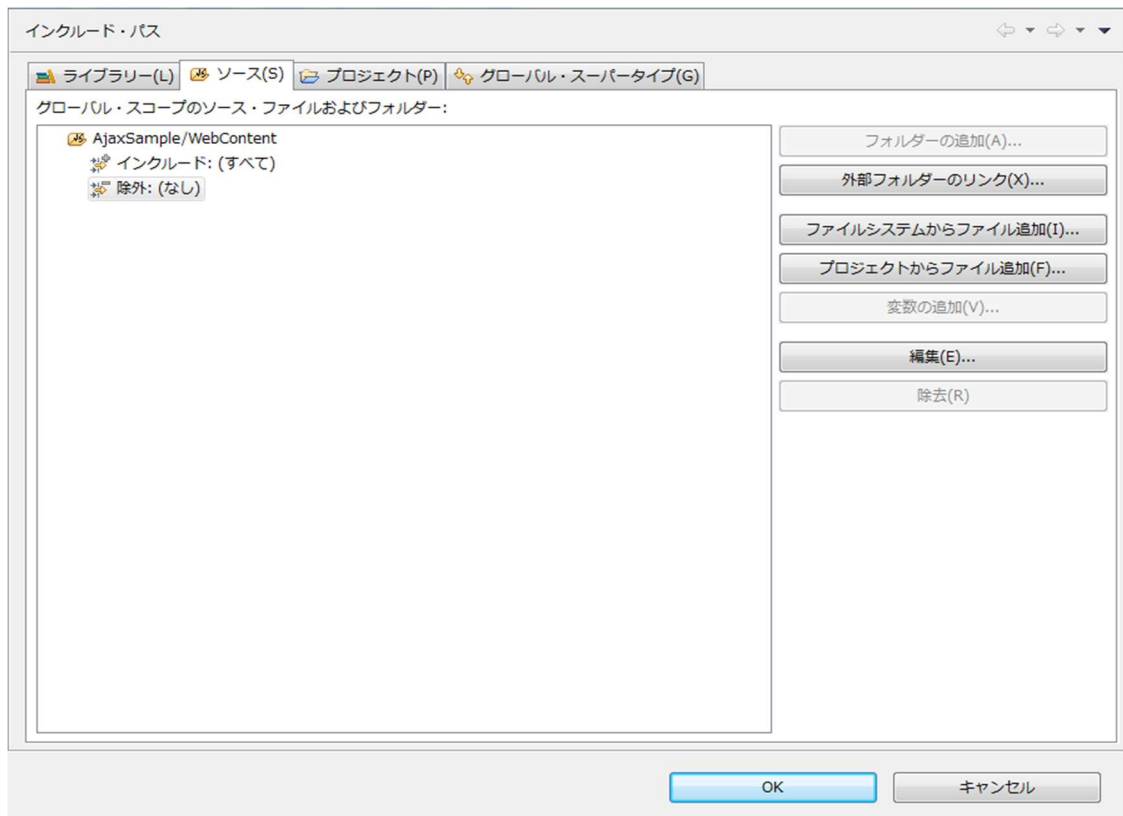 インクルード・パス
ライブラリー(L) ソース(S) プロジェクト(P) グローバル・スーパータイプ(G)
グローバル・スコープのソース・ファイルおよびフォルダー:
AjaxSample/WebContent
インクルード: (すべて)
除外: (なし)
フォルダーの追加(A)...
外部フォルダーのリンク(X)...
ファイルシステムからファイル追加(I)...
プロジェクトからファイル追加(F)...
変数の追加(V)...
編集(E)...
除去(R)
OK キャンセル